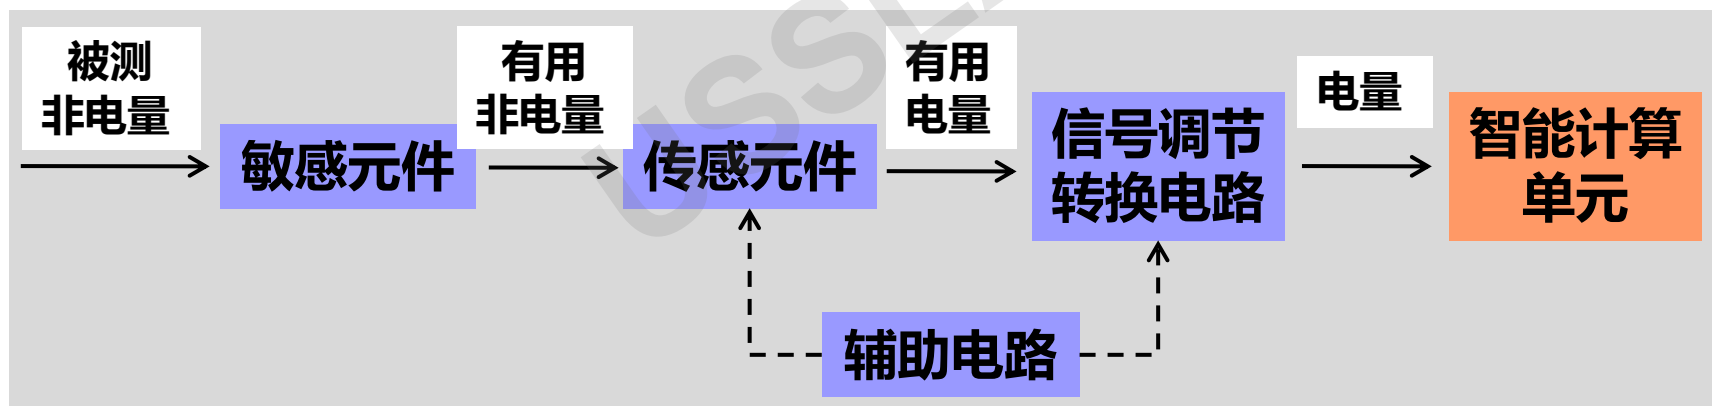 被测
非电量
敏感元件
有用
非电量
传感元件
有用
电量
信号调节
转换电路
电量
智能计算
单元
辅助电路